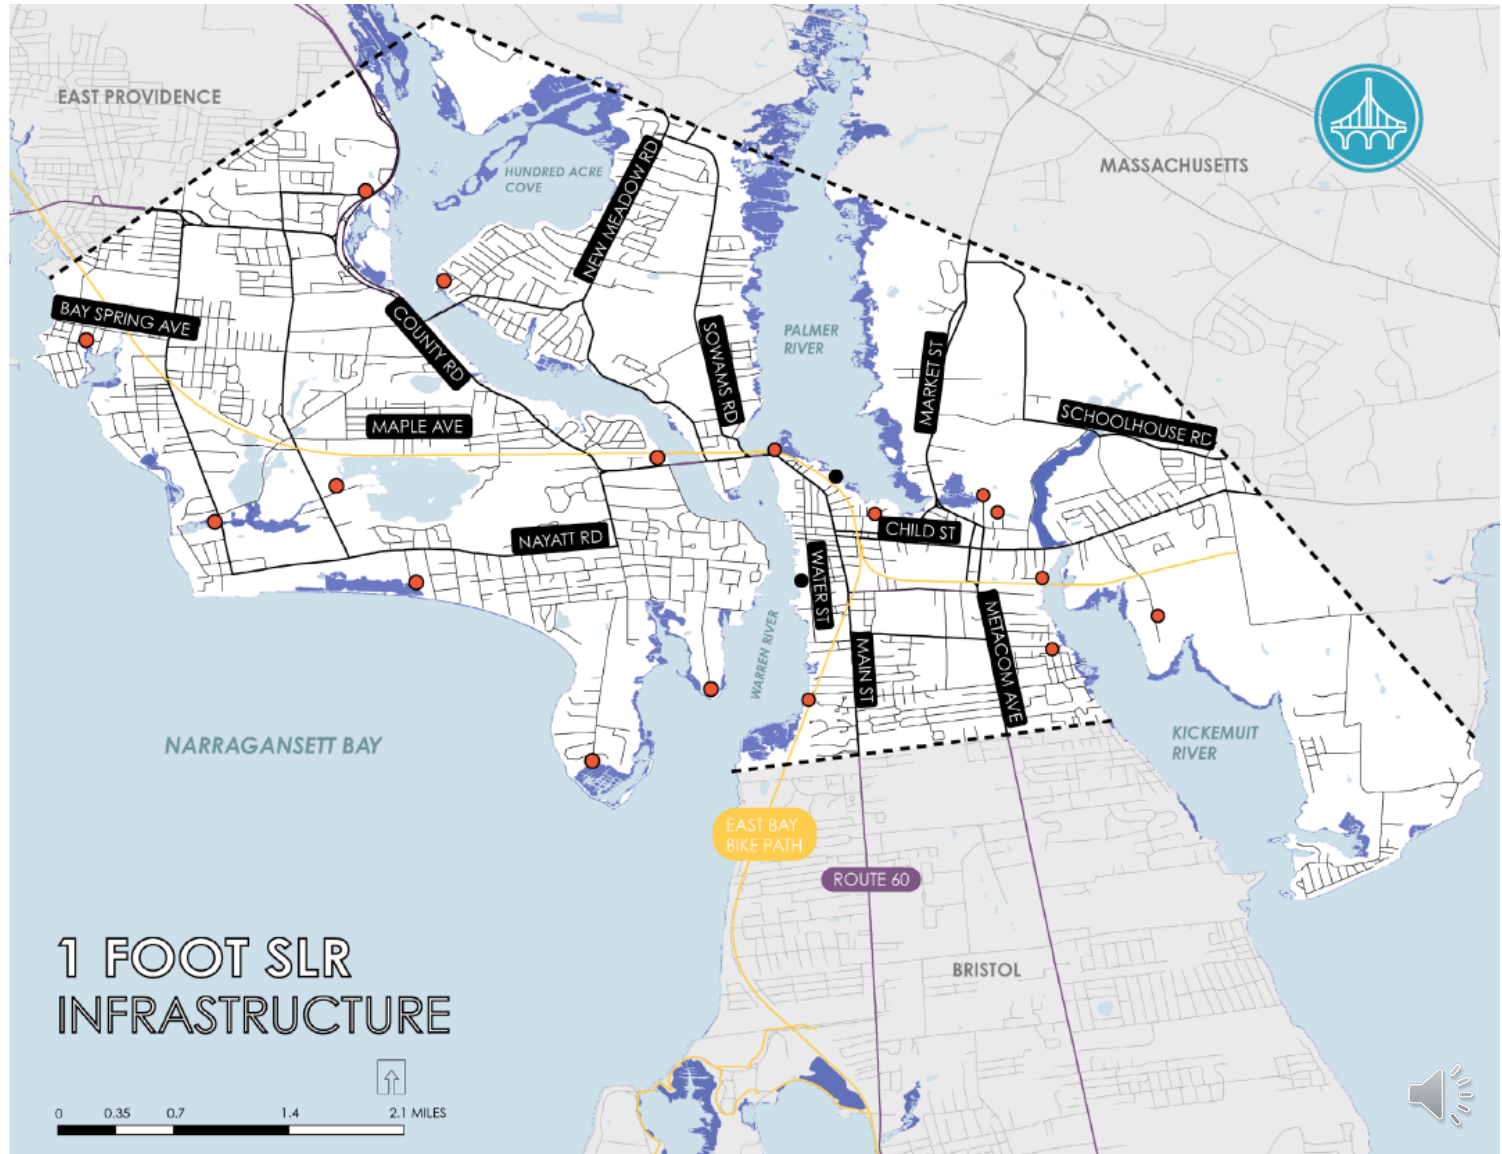 EAST PROVIDENCE
MASSACHUSETTS
HUNDRED ACRE
COVE
NEW MEADOW RD
BAY SPRING AVE
COUNTY RD
SOWAMS RD
PALMER
RIVER
MARKET ST
MAPLE AVE
SCHOOLHOUSE RD
NAYATT RD
CHILD ST
WATER ST
WARREN RIVER
MAIN ST
METACOM AVE
NARRAGANSETT BAY
KICKEMUIT
RIVER
EAST BAY
BIKE PATH
ROUTE 60
BRISTOL
1 FOOT SLR
INFRASTRUCTURE
0 0.35 0.7 1.4 2.1 MILES